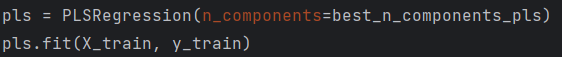 pls = PLSRegression(n_components=best_n_components_pls)
pls.fit(X_train, y_train)